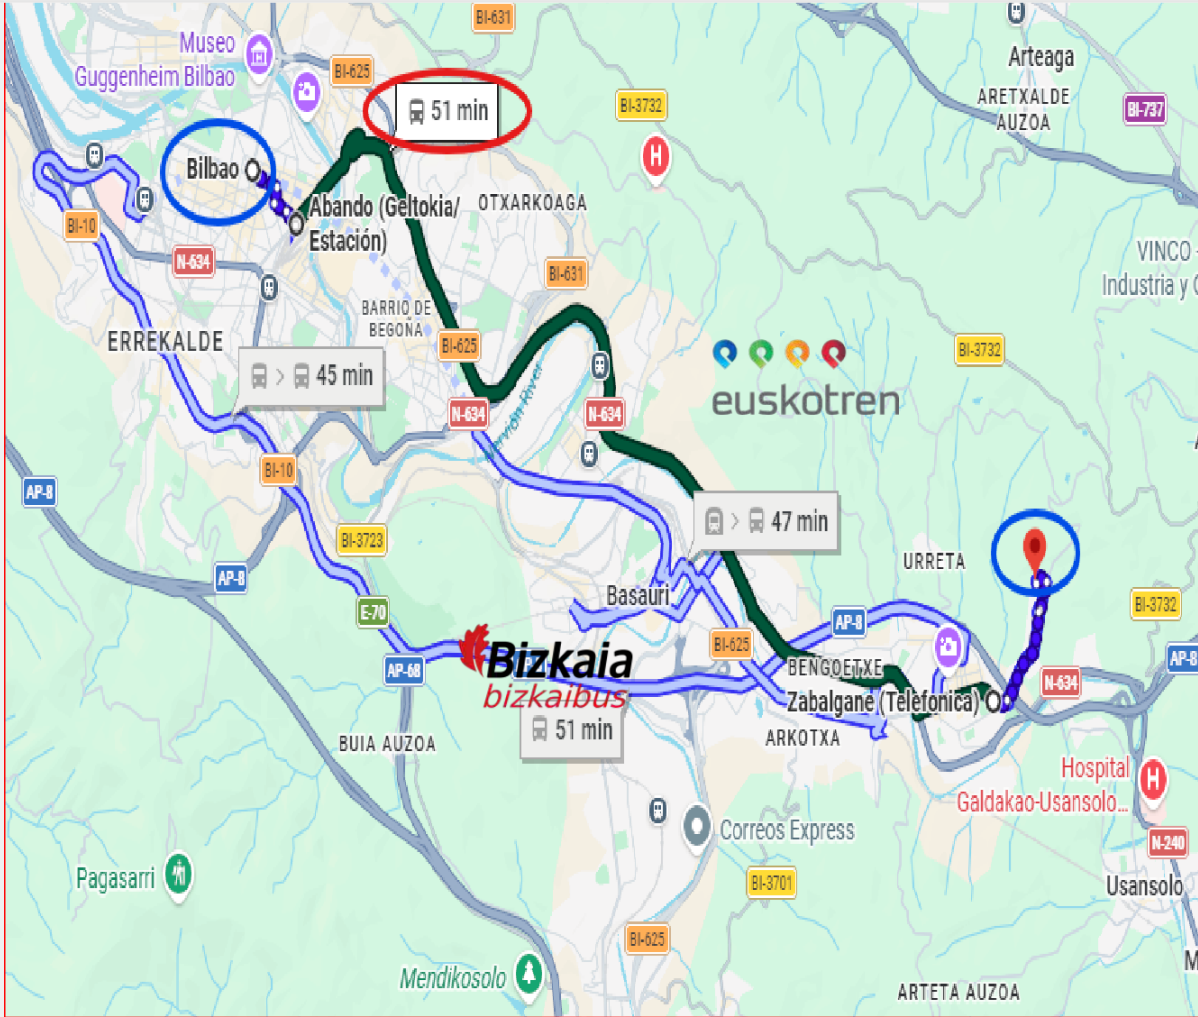 BI-631
Museo
Guggenheim Bilbao
BI-625
51 min
Arteaga
ARETXALDE
AUZOA
BI-3732
BI-737
Bilbao
Abando (Geltokia/
Estación)
OTXARKOAGA
BI-10
N-634
VINCO -
Industria y
BI-631
BARRIO DE
BEGOÑA
ERREKALDE
BI-625
BI-3732
45 min
euskotren
N-634
N-634
Nervión River
BI-10
AP-8
47 min
BI-3723
URRETA
AP-8
Basauri
E-70
BI-3732
AP-8
BI-625
Bizkaia
bizkaibus
AP-68
BENGOETXE
AP-8
N-634
Zabalgane (Telefonica)
51 min
BUIA AUZOA
ARKOTXA
Hospital
Galdakao-Usansolo...
Correos Express
N-240
Pagasarri
BI-3701
Usansolo
BI-625
Mendikosolo
ARTETA AUZOA